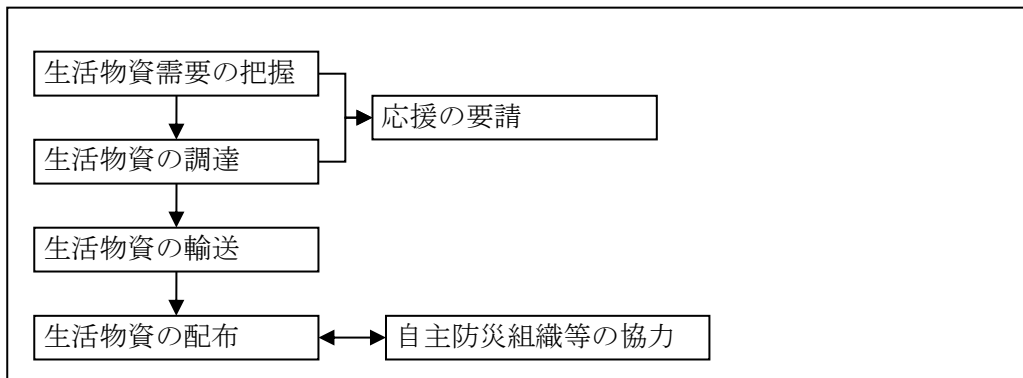 生活物資需要の把握
応援の要請
生活物資の調達
生活物資の輸送
生活物資の配布
自主防災組織等の協力